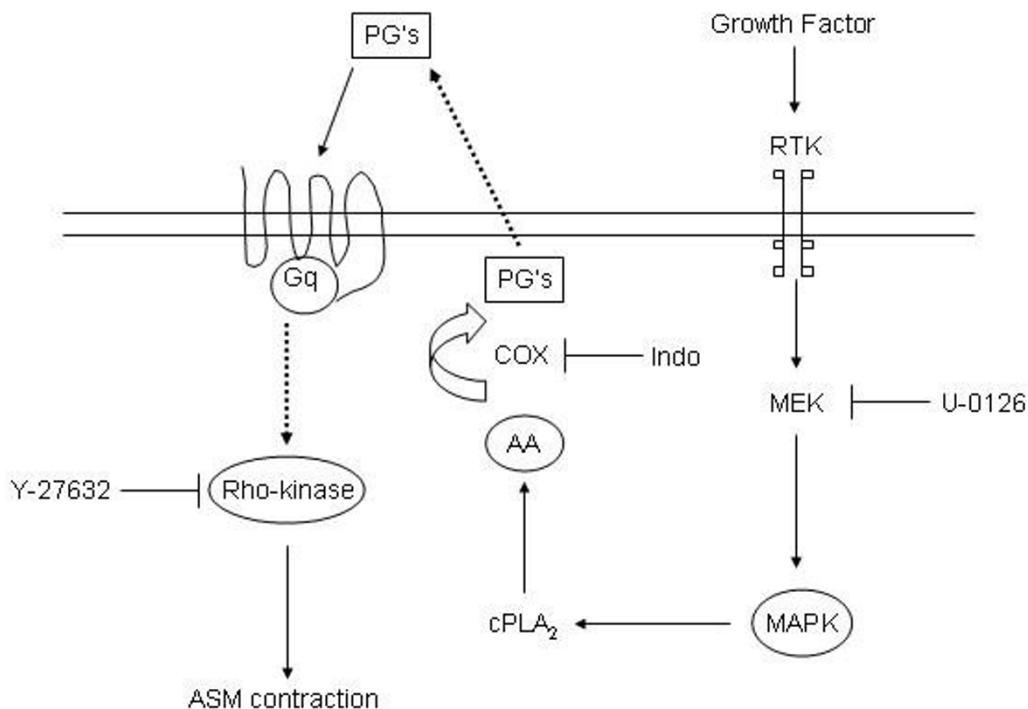 PG's
Growth Factor
RTK
Gq
PG's
COX
Indo
MEK
U-0126
AA
Y-27632
Rho-kinase
cPLA2
MAPK
ASM contraction